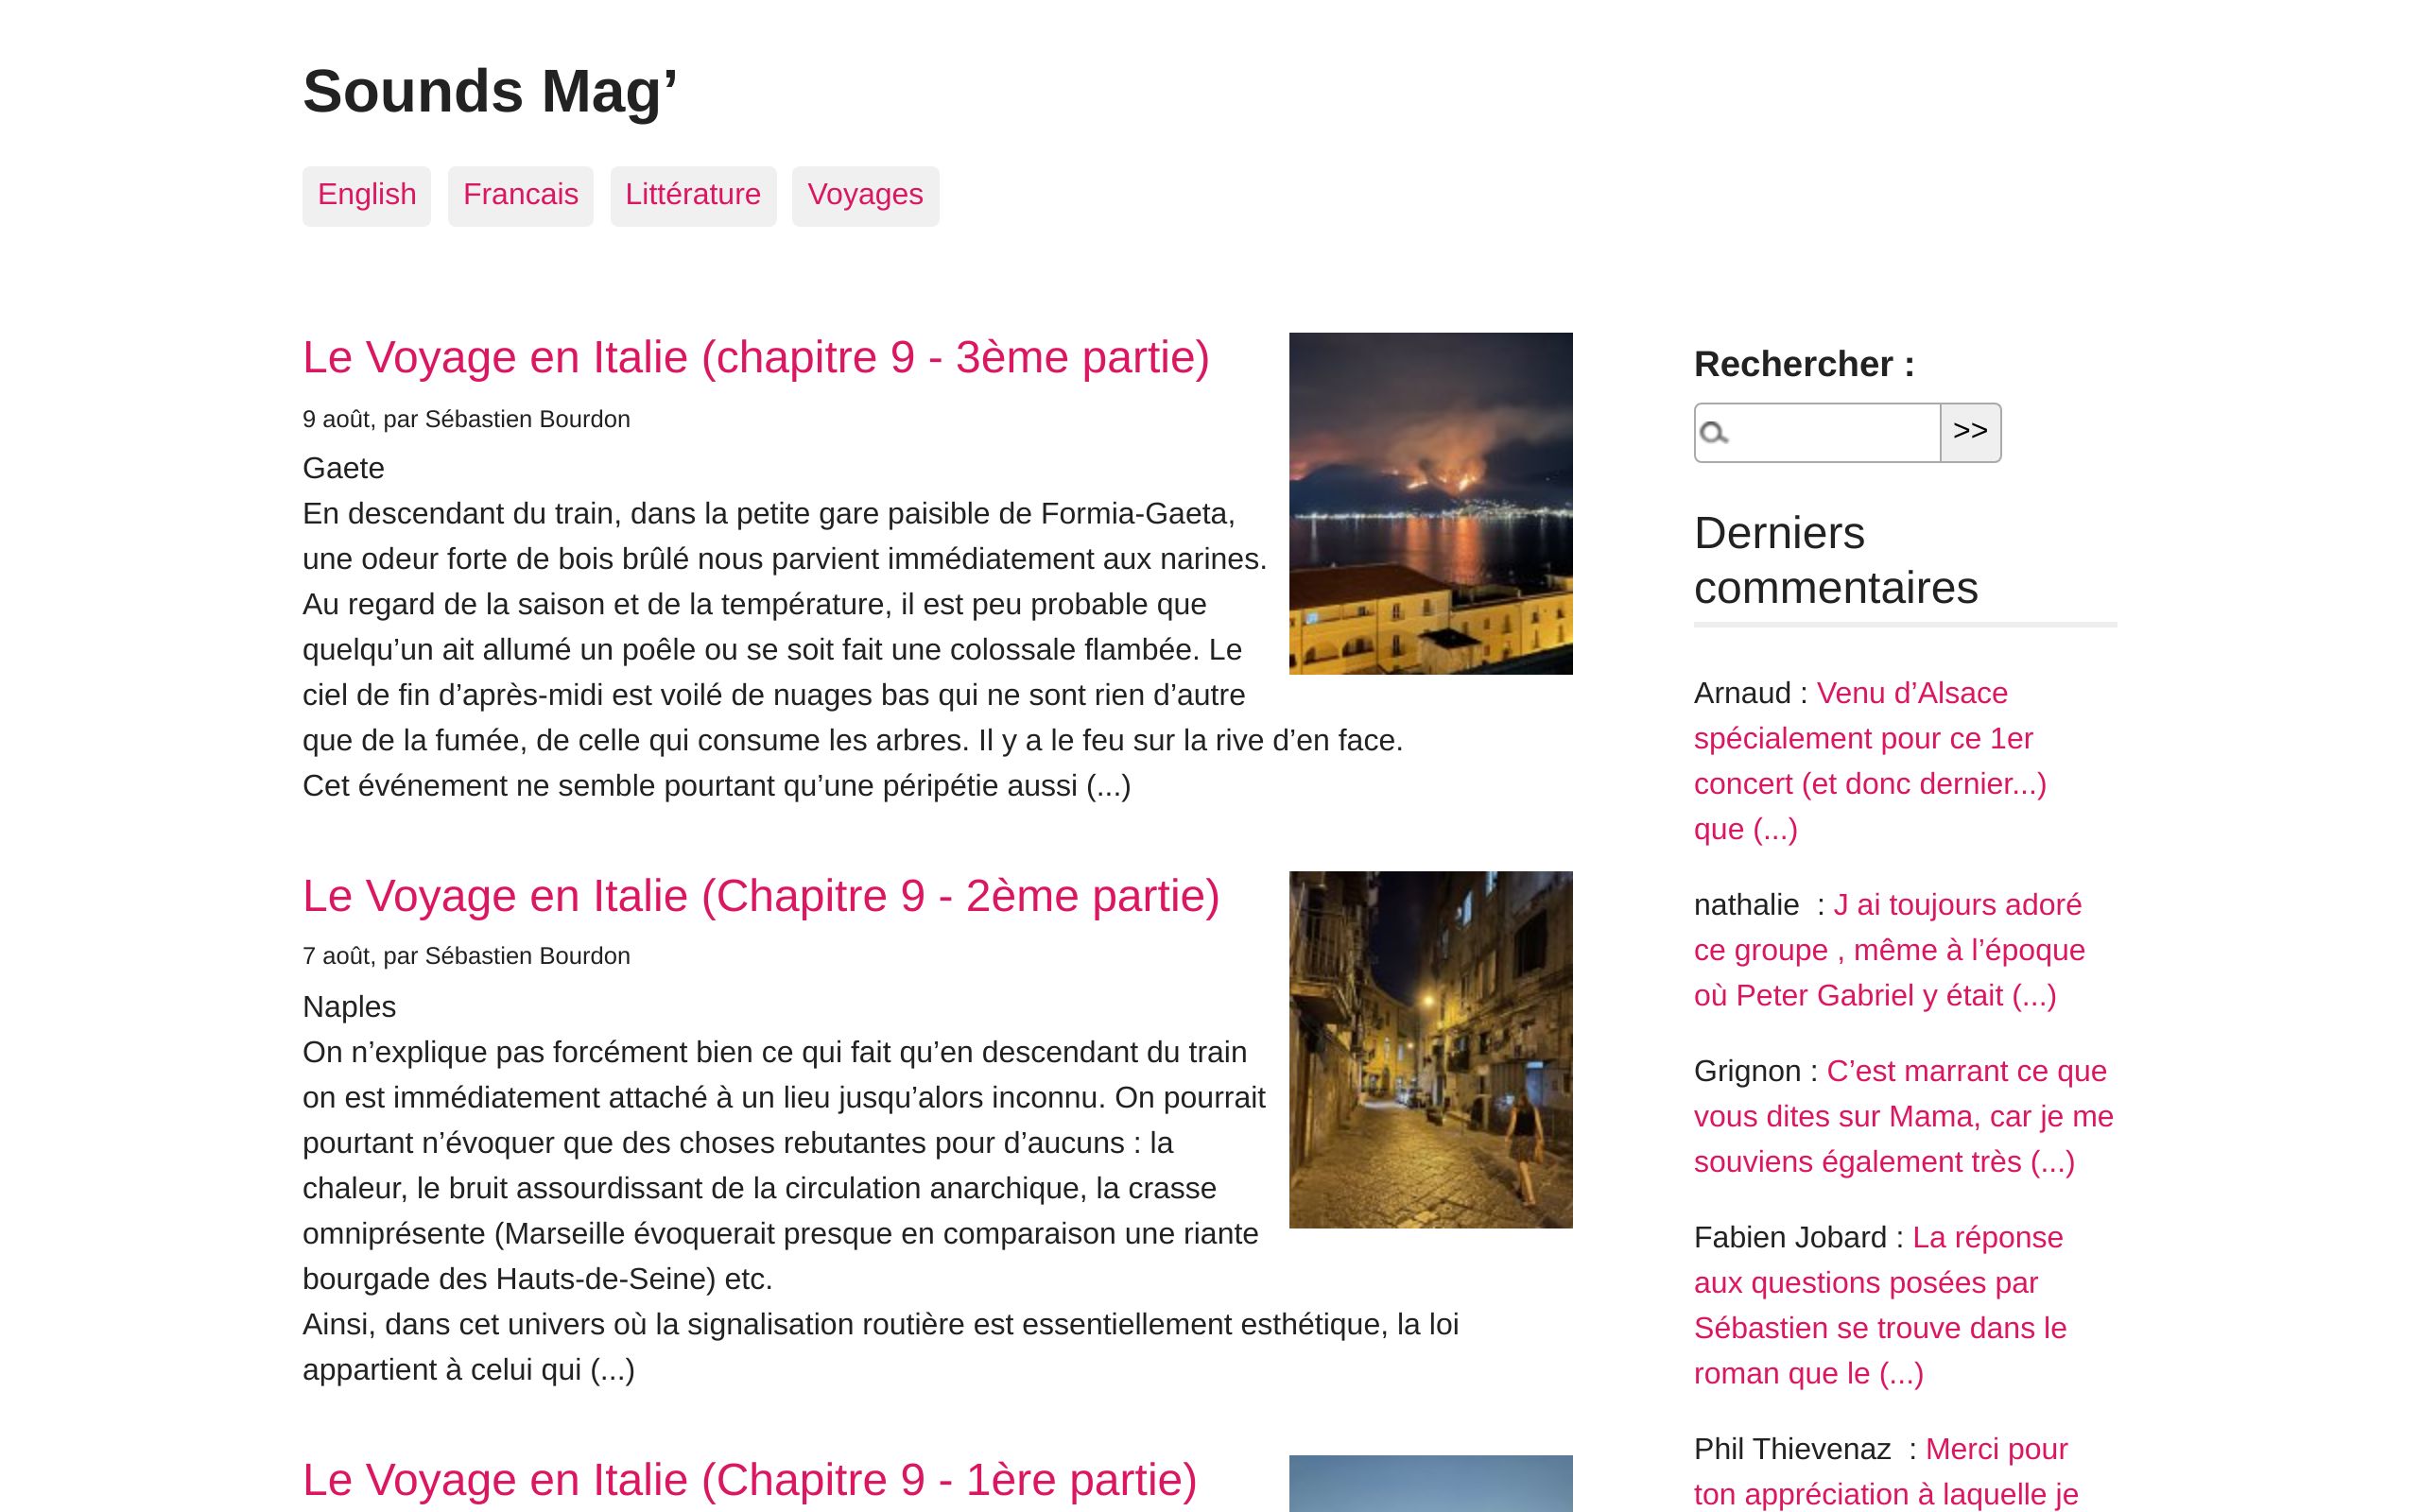 Sounds Mag’
English
Francais
Littérature
Voyages
Le Voyage en Italie (chapitre 9 - 3ème partie)
9 août, par Sébastien Bourdon
Gaete
En descendant du train, dans la petite gare paisible de Formia-Gaeta,
une odeur forte de bois brûlé nous parvient immédiatement aux narines.
Au regard de la saison et de la température, il est peu probable que
quelqu’un ait allumé un poêle ou se soit fait une colossale flambée. Le
ciel de fin d’après-midi est voilé de nuages bas qui ne sont rien d’autre
que de la fumée, de celle qui consume les arbres. Il y a le feu sur la rive d’en face.
Cet événement ne semble pourtant qu’une péripétie aussi (...)
Le Voyage en Italie (Chapitre 9 - 2ème partie)
7 août, par Sébastien Bourdon
Naples
On n’explique pas forcément bien ce qui fait qu’en descendant du train
on est immédiatement attaché à un lieu jusqu’alors inconnu. On pourrait
pourtant n’évoquer que des choses rebutantes pour d’aucuns : la
chaleur, le bruit assourdissant de la circulation anarchique, la crasse
omniprésente (Marseille évoquerait presque en comparaison une riante
bourgade des Hauts-de-Seine) etc.
Ainsi, dans cet univers où la signalisation routière est essentiellement esthétique, la loi
appartient à celui qui (...)
Le Voyage en Italie (Chapitre 9 - 1ère partie)
Rechercher :
>>
Derniers
commentaires
Arnaud : Venu d’Alsace
spécialement pour ce 1er
concert (et donc dernier...)
que (...)
nathalie  : J ai toujours adoré
ce groupe , même à l’époque
où Peter Gabriel y était (...)
Grignon : C’est marrant ce que
vous dites sur Mama, car je me
souviens également très (...)
Fabien Jobard : La réponse
aux questions posées par
Sébastien se trouve dans le
roman que le (...)
Phil Thievenaz  : Merci pour
ton appréciation à laquelle je